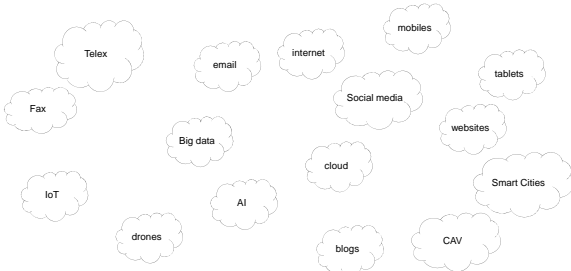 mobiles
Telex
internet
email
tablets
Social media
Fax
websites
Big data
cloud
Smart Cities
IoT
AI
drones
CAV
blogs